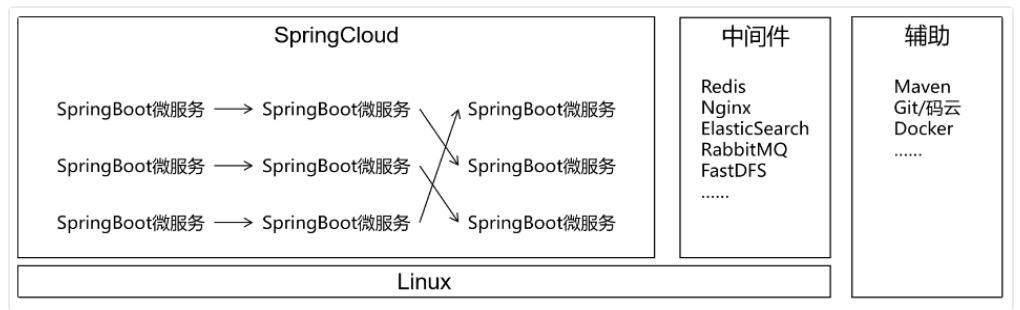 SpringCloud
SpringBoot微服务 SpringBoot微服务 SpringBoot微服务
SpringBoot微服务 SpringBoot微服务 SpringBoot微服务
SpringBoot微服务 SpringBoot微服务 SpringBoot微服务
中间件
Redis
Nginx
ElasticSearch
RabbitMQ
FastDFS
......
辅助
Maven
Git/码云
Docker
......
Linux